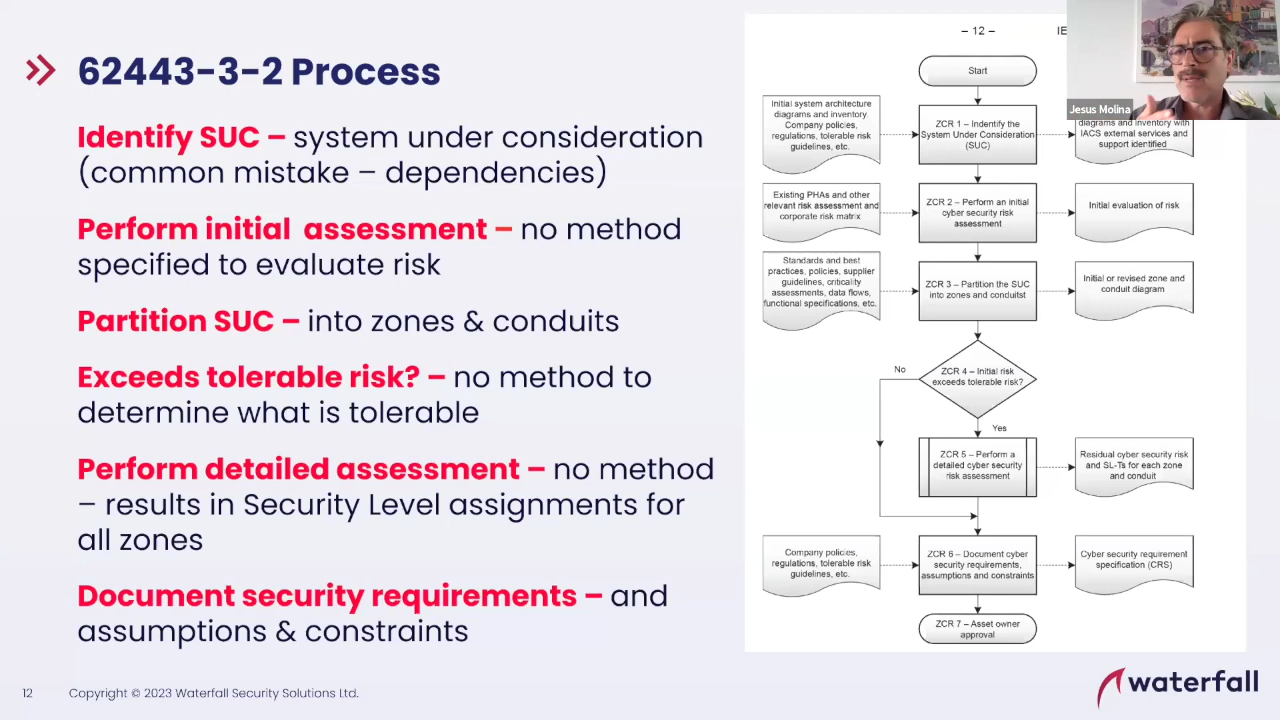 62443-3-2 Process
Identify SUC – system under consideration
(common mistake – dependencies)
Perform initial assessment – no method
specified to evaluate risk
Partition SUC – into zones & conduits
Exceeds tolerable risk? – no method to
determine what is tolerable
Perform detailed assessment – no method
– results in Security Level assignments for
all zones
Document security requirements – and
assumptions & constraints
– 12 –
IE
Jesus Molina
Start
Initial system architecture
diagrams and inventory
Company policies,
regulations, tolerable risk
guidelines, etc.
ZCR 1 – Indentify the
System Under Consideration
(SUC)
diagrams and inventory with
IACS external services and
support identified
Existing PHAs and other
relevant risk assessment and
corporate risk matrix
ZCR 2 – Perform an initial
cyber security risk
assessment
Initial evaluation of risk
Standards and best
practices, policies, supplier
guidelines, criticality
assessments, data flows,
functional specifications, etc.
ZCR 3 – Partition the SUC
into zones and conduitst
Initial or revised zone and
conduit diagram
No
ZCR 4 – Initial risk
exceeds tolerable risk?
Yes
ZCR 5 – Perform a
detailed cyber security
risk assessment
Residual cyber security risk
and SL-Ts for each zone
and conduit
Company policies,
regulations, tolerable risk
guidelines, etc.
ZCR 6 – Document cyber
security requirements,
assumptions and constraints
Cyber security requirement
specification (CRS)
ZCR 7 – Asset owner
approval
12
Copyright © 2023 Waterfall Security Solutions Ltd.
waterfall